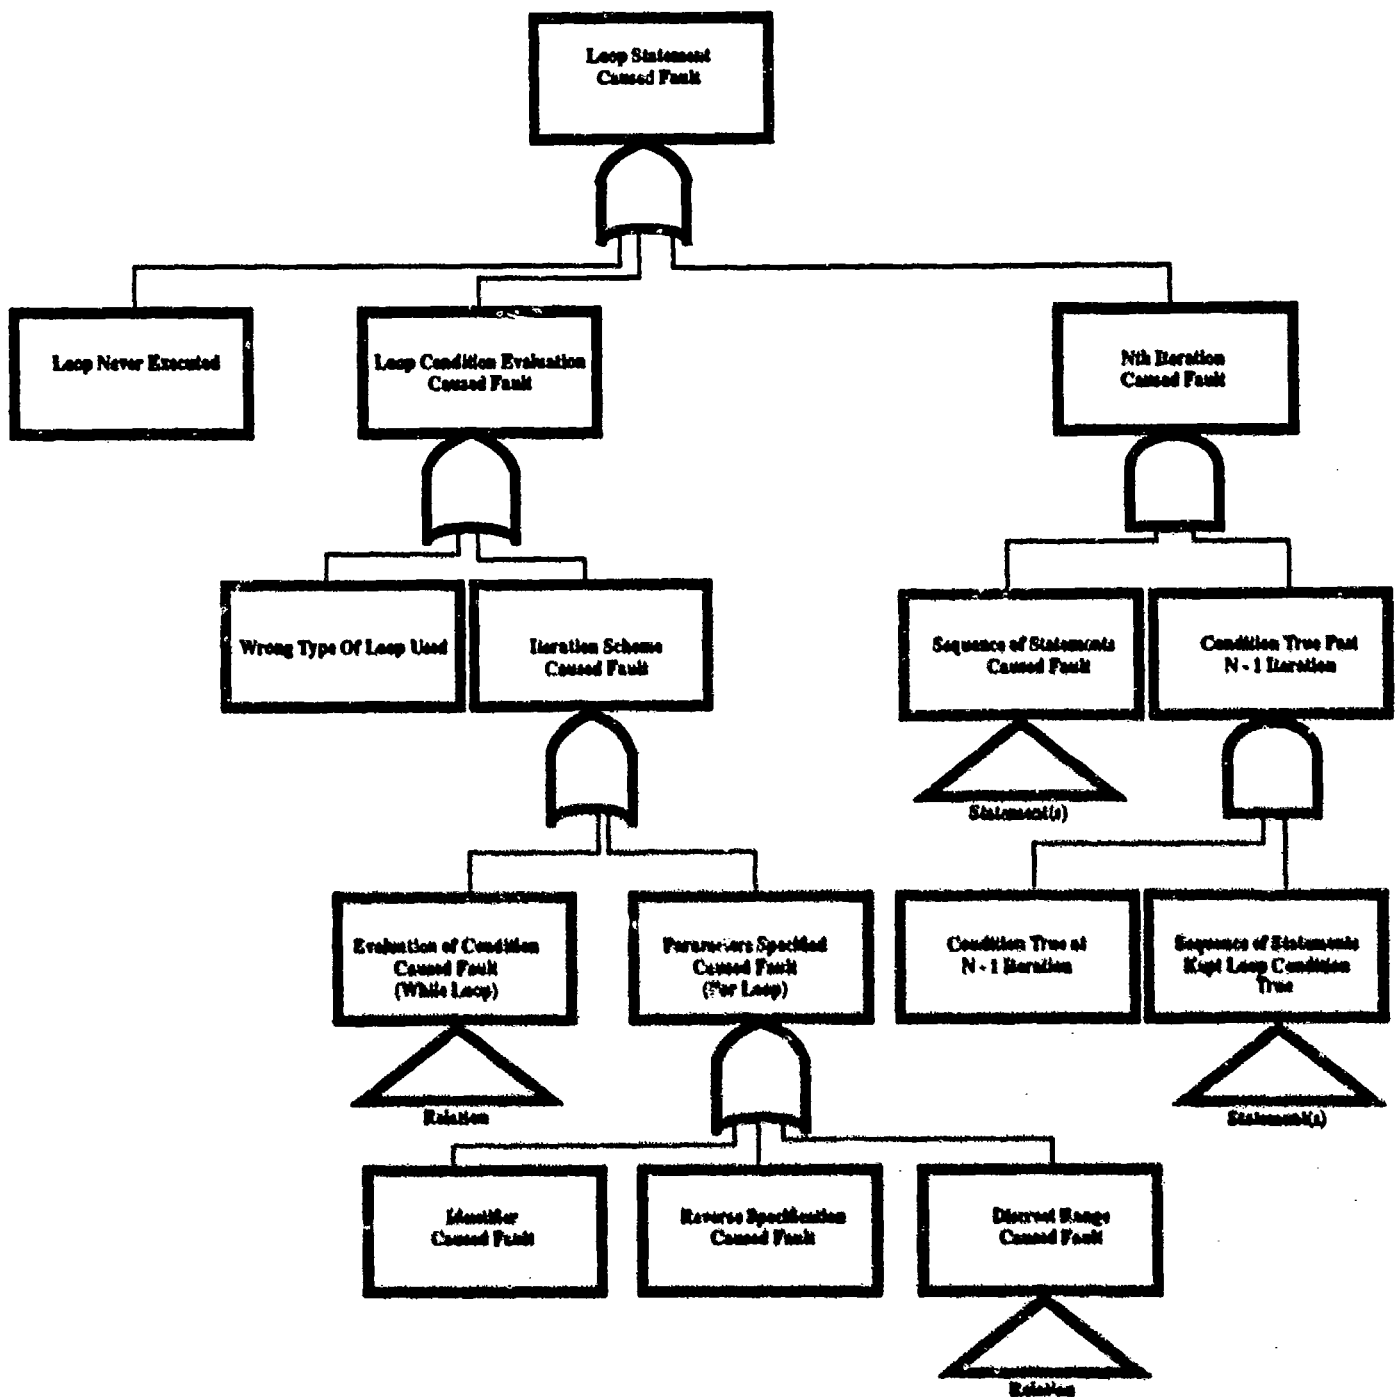 Loop Statement
Caused Fault
Loop Never Executed
Loop Condition Evaluation
Caused Fault
Nth Iteration
Caused Fault
Wrong Type Of Loop Used
Iteration Scheme
Caused Fault
Sequence of Statements
Caused Fault
Condition True Past
N - 1 Iteration
Statement(s)
Evaluation of Condition
Caused Fault
(While Loop)
Parameters Specified
Caused Fault
(For Loop)
Condition True at
N - 1 Iteration
Sequence of Statements
Kept Loop Condition
True
Relation
Statement(s)
Identifier
Caused Fault
Reverse Specification
Caused Fault
Discreet Range
Caused Fault
Relation